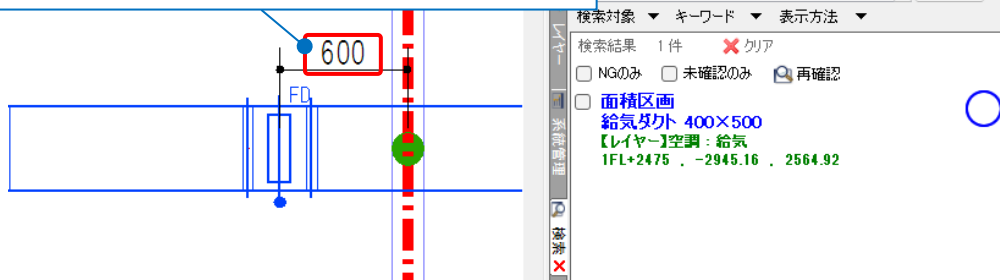 600
FD
レイヤー
系統管理
検索
検索対象 ▼ キーワード ▼ 表示方法 ▼
検索結果 1 件 クリア
NGのみ 未確認のみ 再確認
面積区画
給気ダクト 400×500
【レイヤー】空調：給気
1FL+2475 . -2945.16 . 2564.92